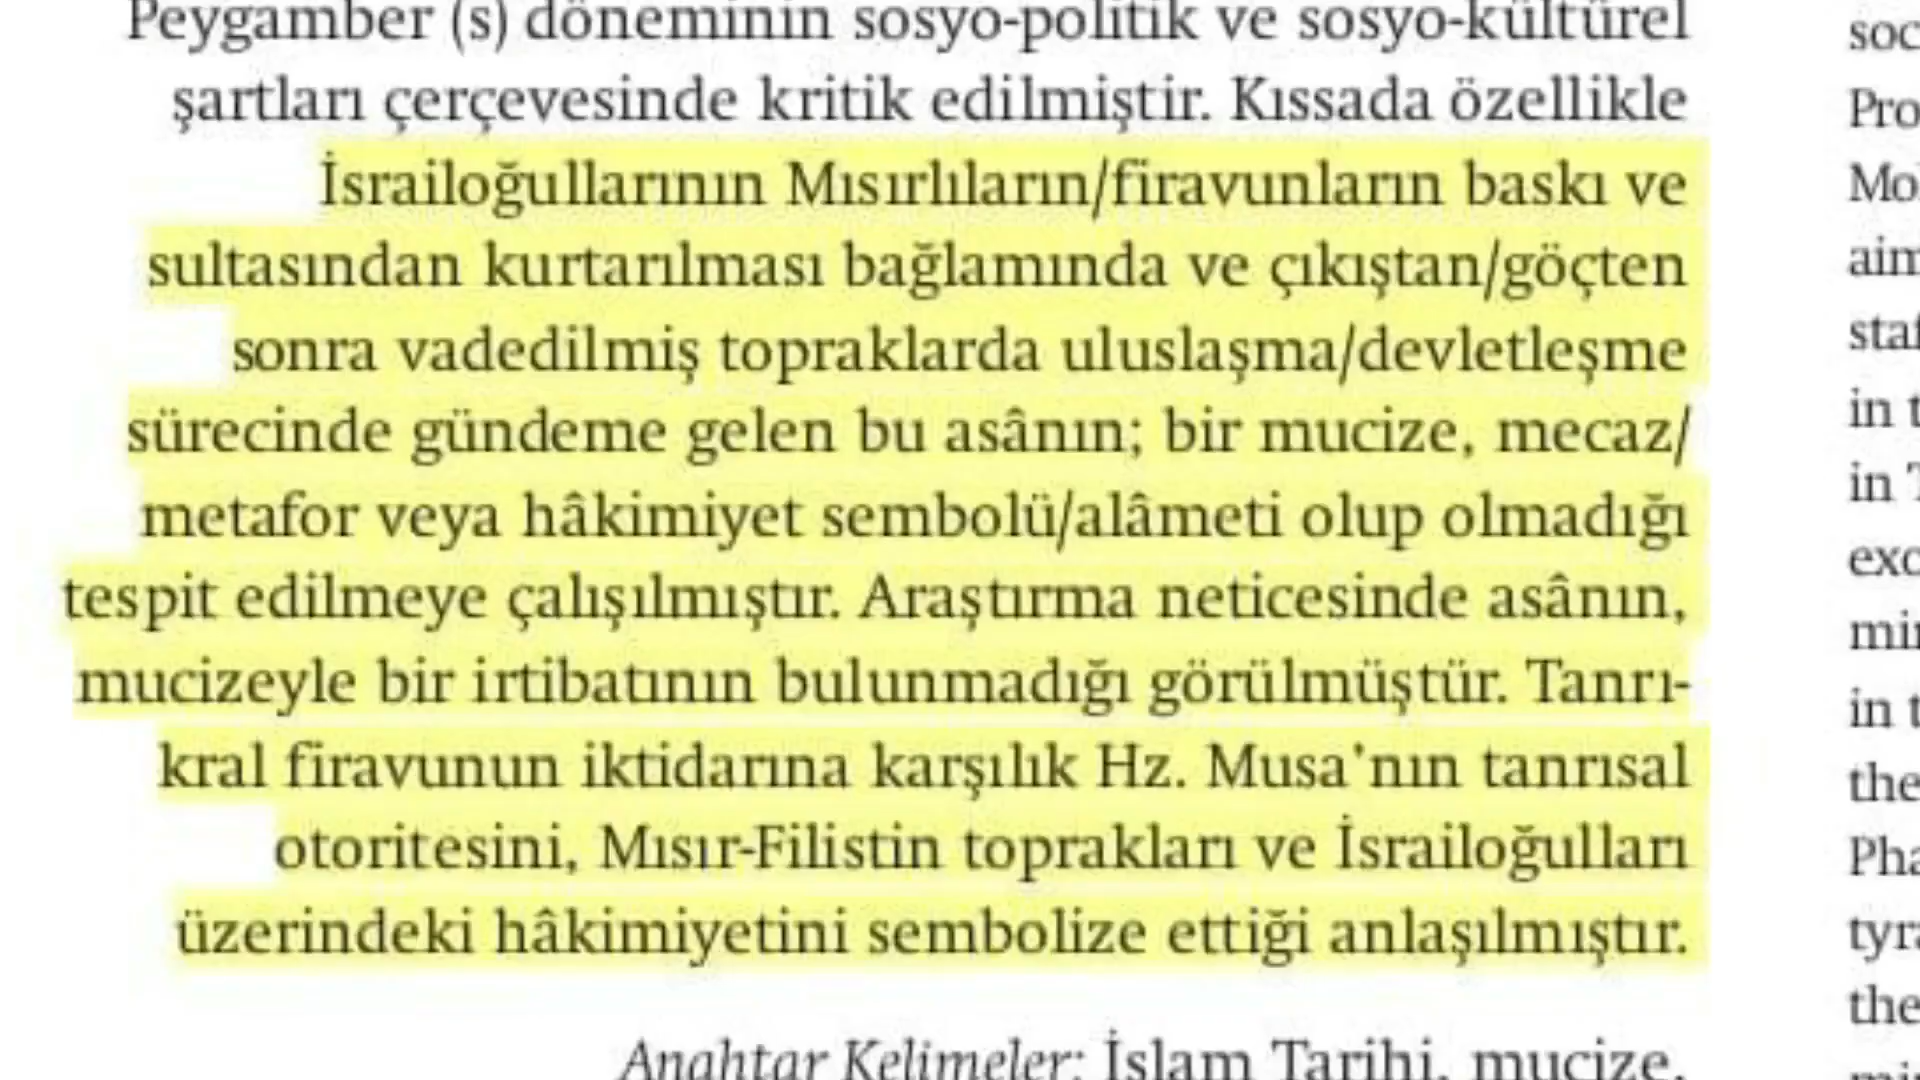 Peygamber (s) döneminin sosyo-politik ve sosyo-kültürel
şartları çerçevesinde kritik edilmiştir. Kıssada özellikle
İsrailoğullarının Mısırlıların/firavunların baskı ve
sultasından kurtarılması bağlamında ve çıkıştan/göçten
sonra vadedilmiş topraklarda uluslaşma/devletleşme
sürecinde gündeme gelen bu asânın; bir mucize, mecaz/
metafor veya hâkimiyet sembolü/alâmeti olup olmadığı
tespit edilmeye çalışılmıştır. Araştırma neticesinde asânın,
mucizeyle bir irtibatının bulunmadığı görülmüştür. Tanrı-
kral firavunun iktidarına karşılık Hz. Musa'nın tanrısal
otoritesini, Mısır-Filistin toprakları ve İsrailoğulları
üzerindeki hâkimiyetini sembolize ettiği anlaşılmıştır.
Anahtar Kelimeler: İslam Tarihi, mucize,
soc
Pro
Mo
aim
staf
in t
in T
exc
mir
in t
the
Pha
tyra
the